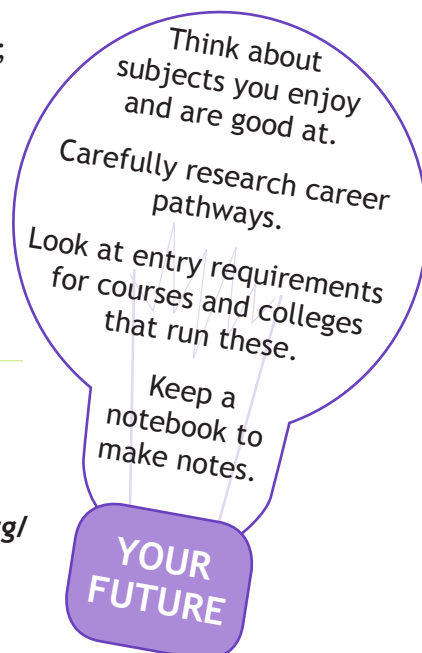 ;
Think about
subjects you enjoy
and are good at.
Carefully research career
pathways.
Look at entry requirements
for courses and colleges
that run these.
Keep a
notebook to
make notes.
g/
YOUR
FUTURE